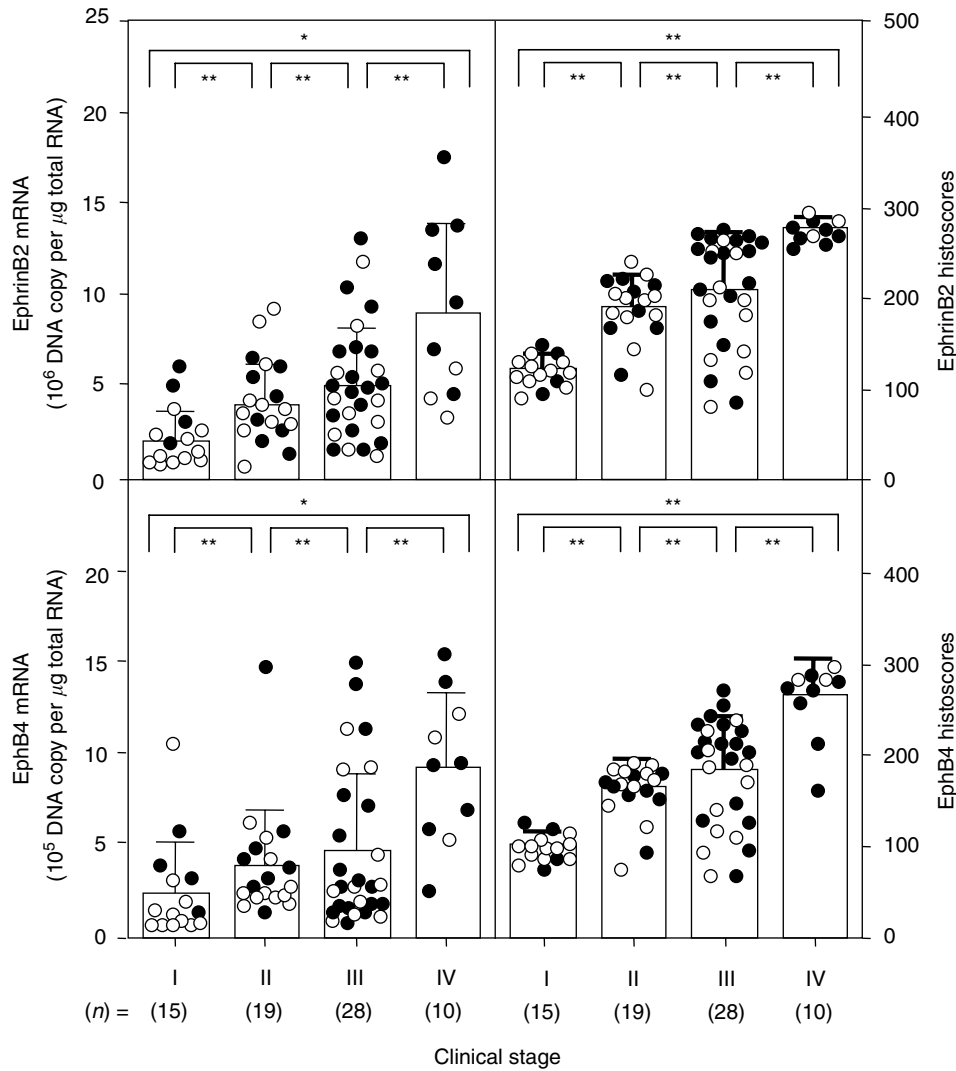 EphrinB2 mRNA
(10⁶ DNA copy per μg total RNA)
25
20
15
10
5
0
*
** ** **
**
** ** **
500
400
300
200
100
0
EphrinB2 histoscores
EphB4 mRNA
(10⁵ DNA copy per μg total RNA)
20
15
10
5
0
*
** ** **
**
** ** **
400
300
200
100
0
EphB4 histoscores
I II III IV I II III IV
(n) = (15) (19) (28) (10) (15) (19) (28) (10)
Clinical stage